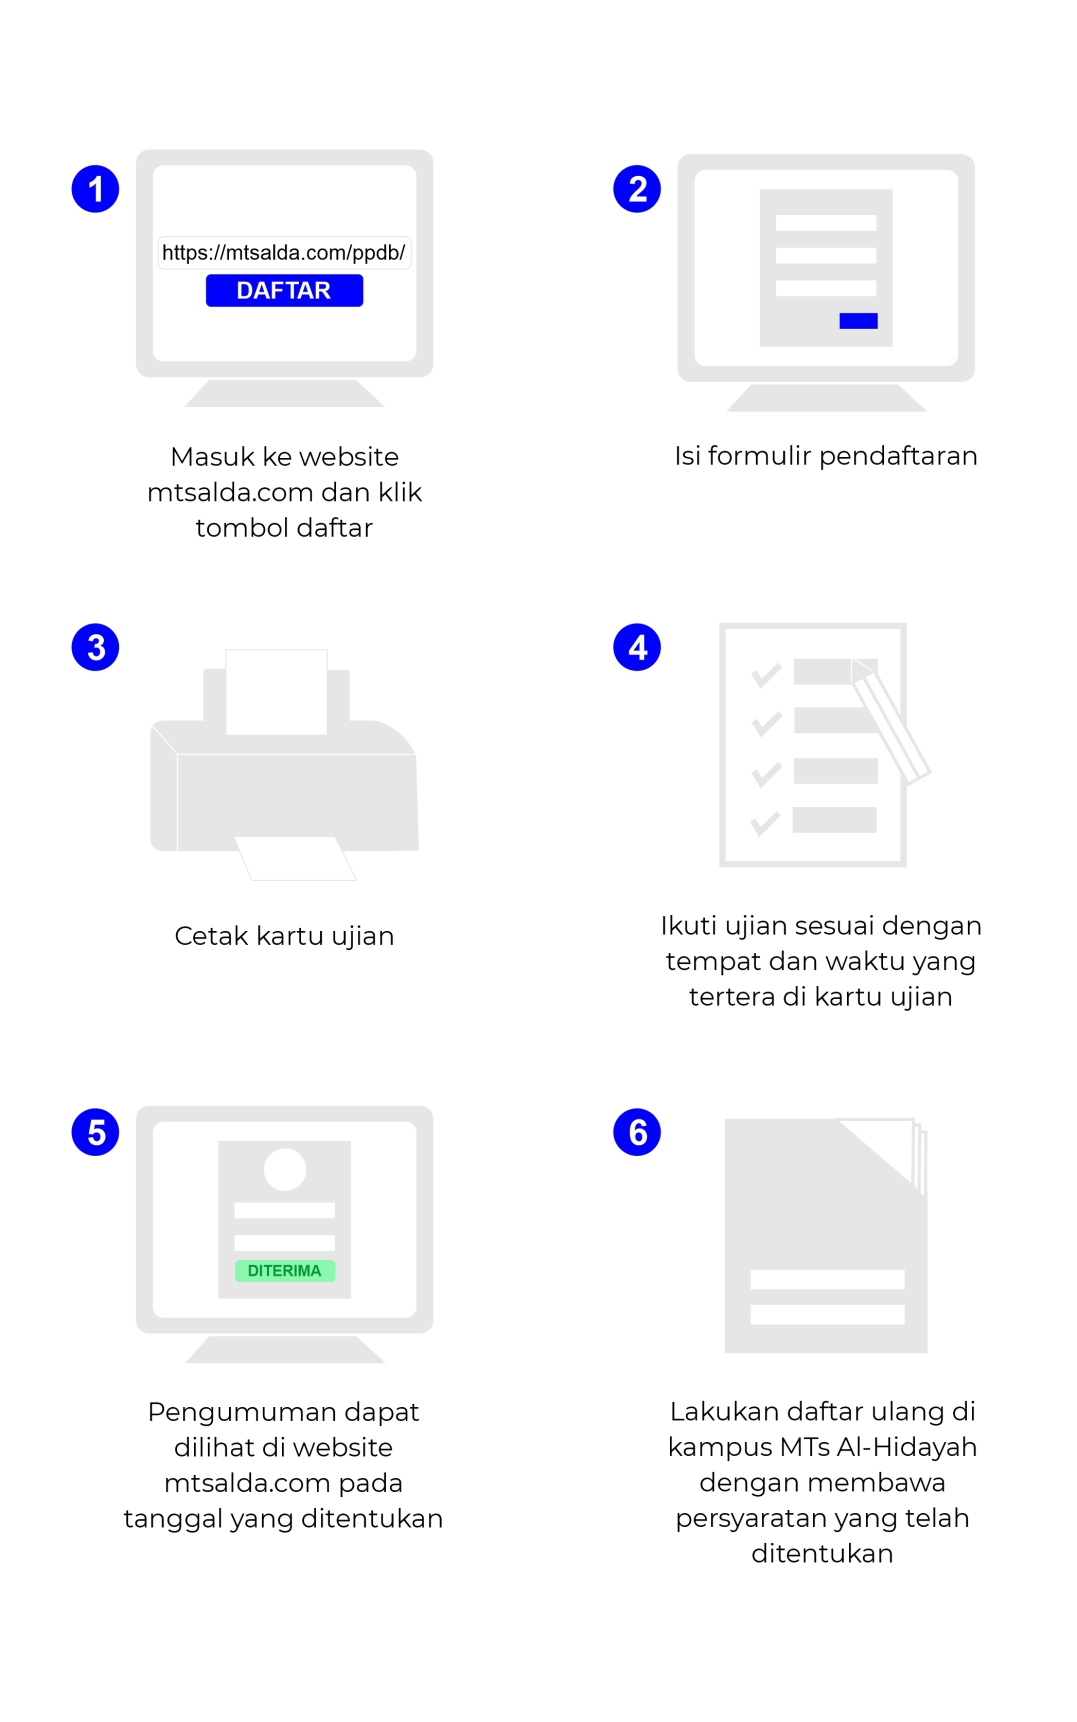 1
https://mtsalda.com/ppdb/
DAFTAR
Masuk ke website
mtsalda.com dan klik
tombol daftar
2
Isi formulir pendaftaran
3
Cetak kartu ujian
4
Ikuti ujian sesuai dengan
tempat dan waktu yang
tertera di kartu ujian
5
DITERIMA
Pengumuman dapat
dilihat di website
mtsalda.com pada
tanggal yang ditentukan
6
Lakukan daftar ulang di
kampus MTs Al-Hidayah
dengan membawa
persyaratan yang telah
ditentukan